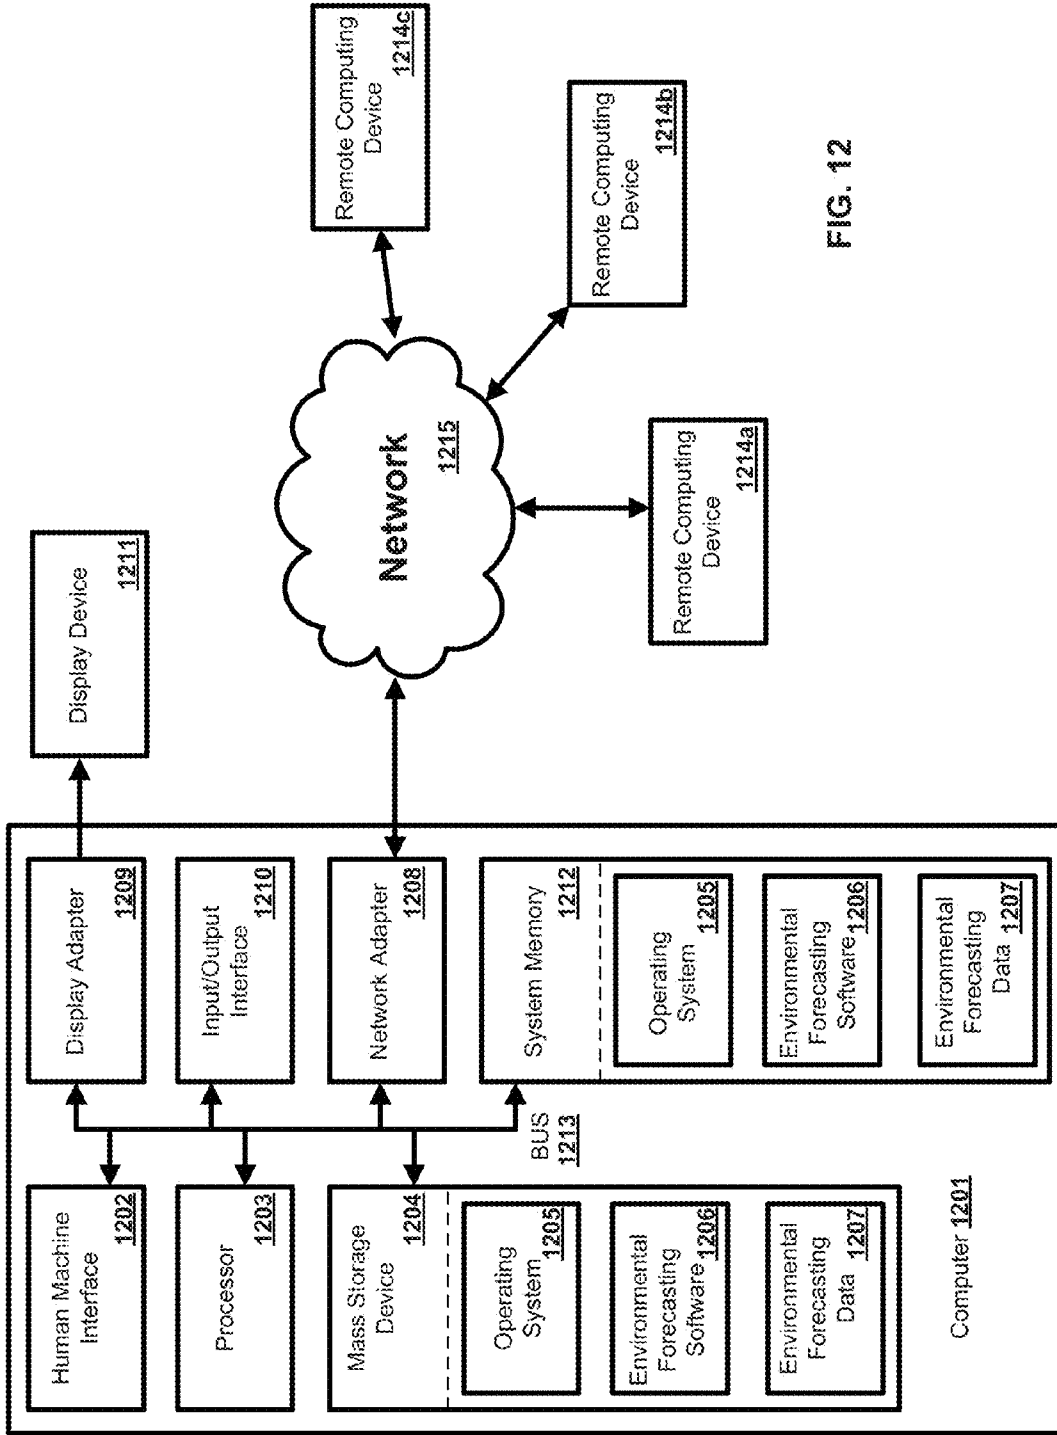 Human Machine
Interface
1202
Processor
1203
Mass Storage
Device
1204
Operating
System
1205
Environmental
Forecasting
Software
1206
Environmental
Forecasting
Data
1207
Computer 1201
BUS
1213
Display Adapter
1209
Input/Output
Interface
1210
Network Adapter
1208
System Memory
1212
Operating
System
1205
Environmental
Forecasting
Software
1206
Environmental
Forecasting
Data
1207
Display Device
1211
Network
1215
Remote Computing
Device
1214a
Remote Computing
Device
1214b
Remote Computing
Device
1214c
FIG. 12